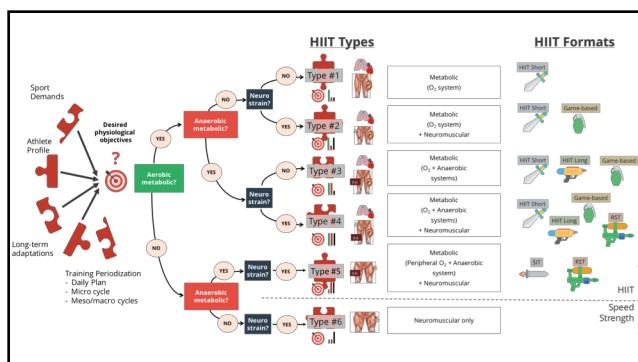 HIIT Types
HIIT Formats
Sport
Demands
Athlete
Profile
Long-term
adaptations
Training Periodization
- Daily Plan
- Micro cycle
- Meso/macro cycles
Desired
physiological
objectives
?
Aerobic
metabolic?
YES
NO
Anaerobic
metabolic?
NO
YES
Neuro
strain?
NO
YES
Neuro
strain?
NO
YES
Anaerobic
metabolic?
YES
NO
Neuro
strain?
YES
Neuro
strain?
YES
Type #1
Metabolic
(O₂ system)
HIIT Short
Type #2
Metabolic
(O₂ system)
+ Neuromuscular
HIIT Short
Game-based
Type #3
Metabolic
(O₂ + Anaerobic
systems)
HIIT Short
HIIT Long
Game-based
Type #4
Metabolic
(O₂ + Anaerobic
systems)
+ Neuromuscular
HIIT Short
Game-based
HIIT Long
RST
Type #5
Metabolic
(Peripheral O₂ + Anaerobic
system)
+ Neuromuscular
SIT
RST
HIIT
Speed
Strength
Type #6
Neuromuscular only